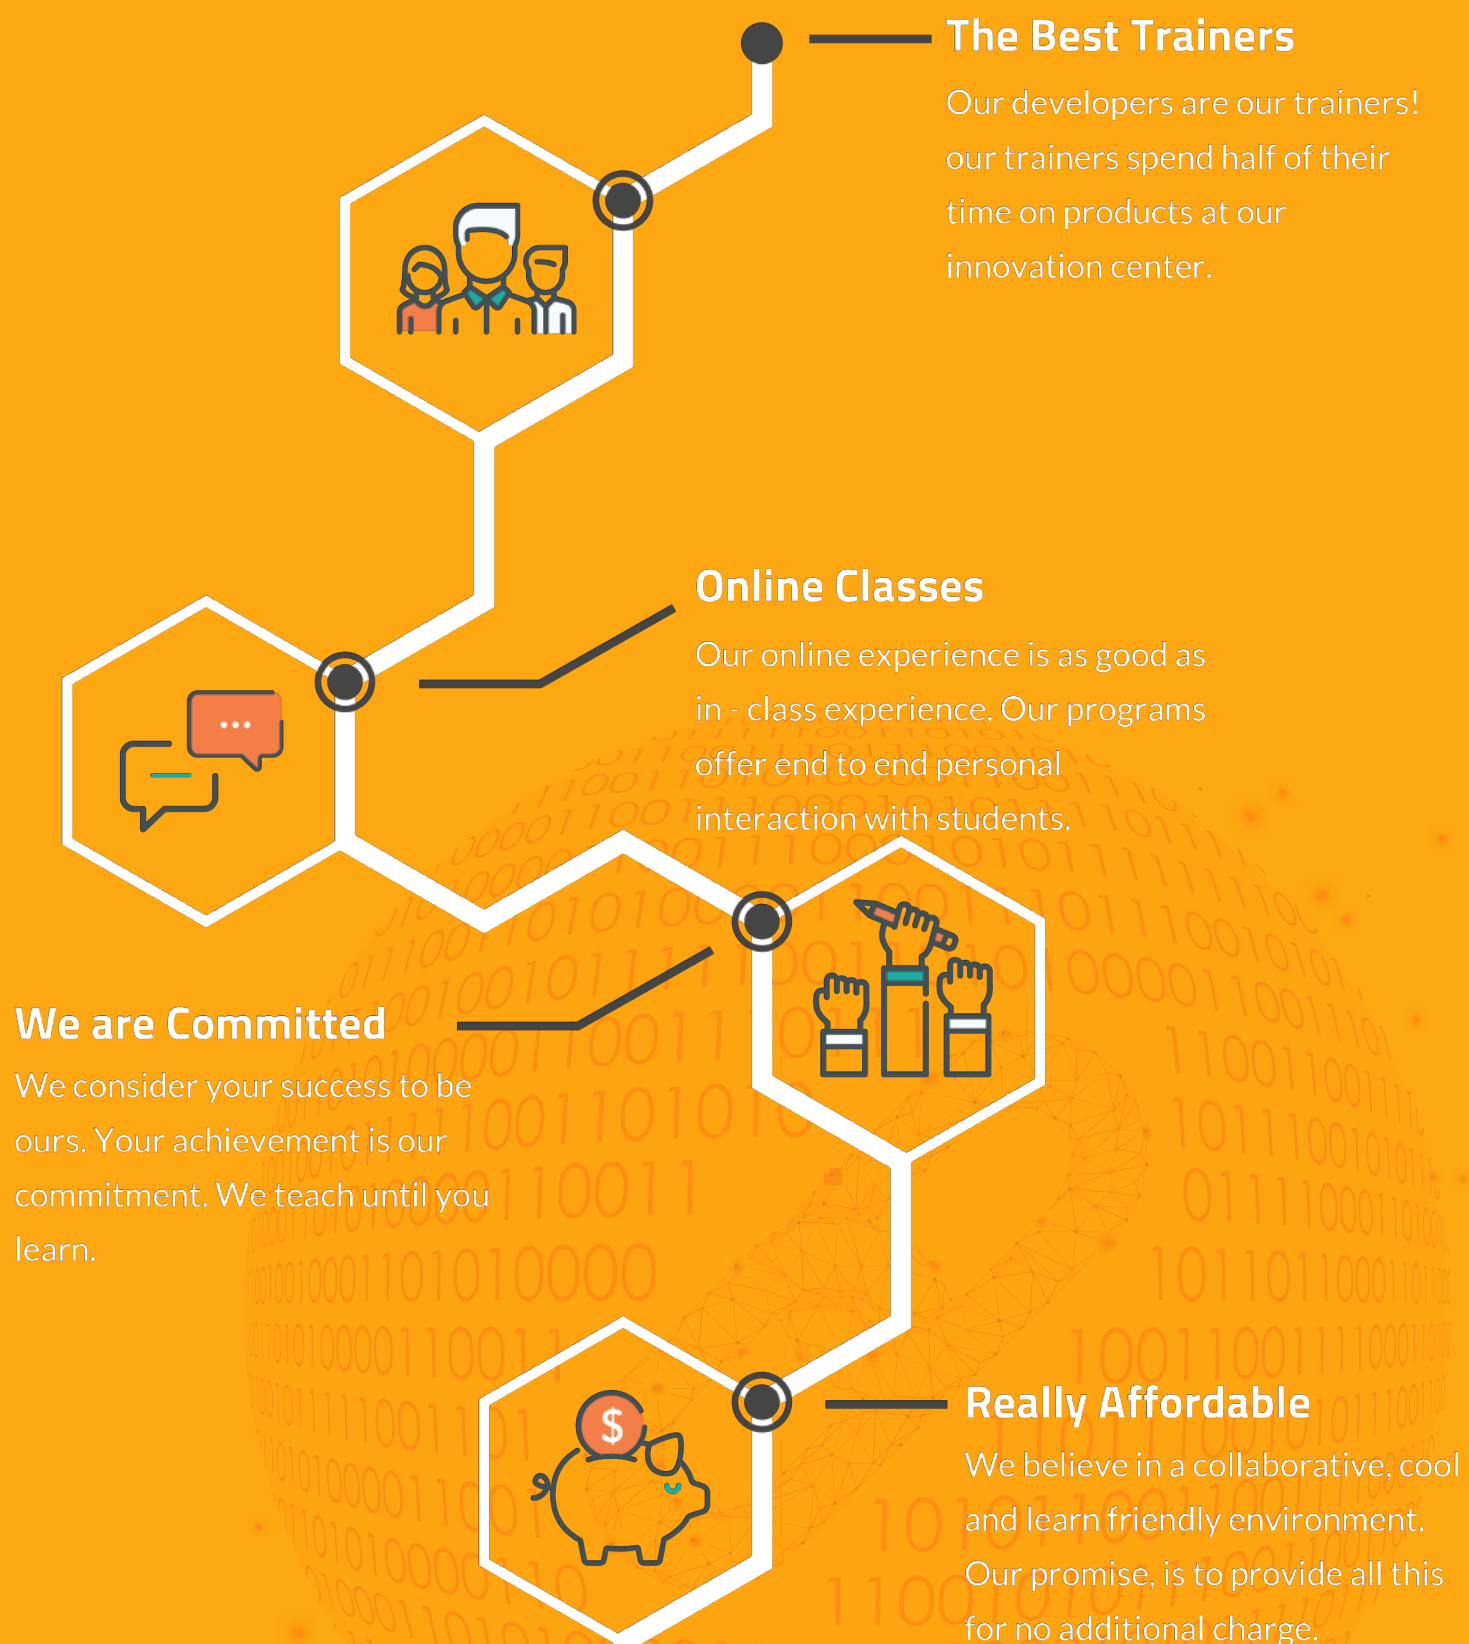 The Best Trainers
Our developers are our trainers!
our trainers spend half of their
time on products at our
innovation center.
Online Classes
Our online experience is as good as
in - class experience. Our programs
offer end to end personal
interaction with students.
We are Committed
We consider your success to be
ours. Your achievement is our
commitment. We teach until you
learn.
$
Really Affordable
We believe in a collaborative, cool
and learn friendly environment.
Our promise, is to provide all this
for no additional charge.